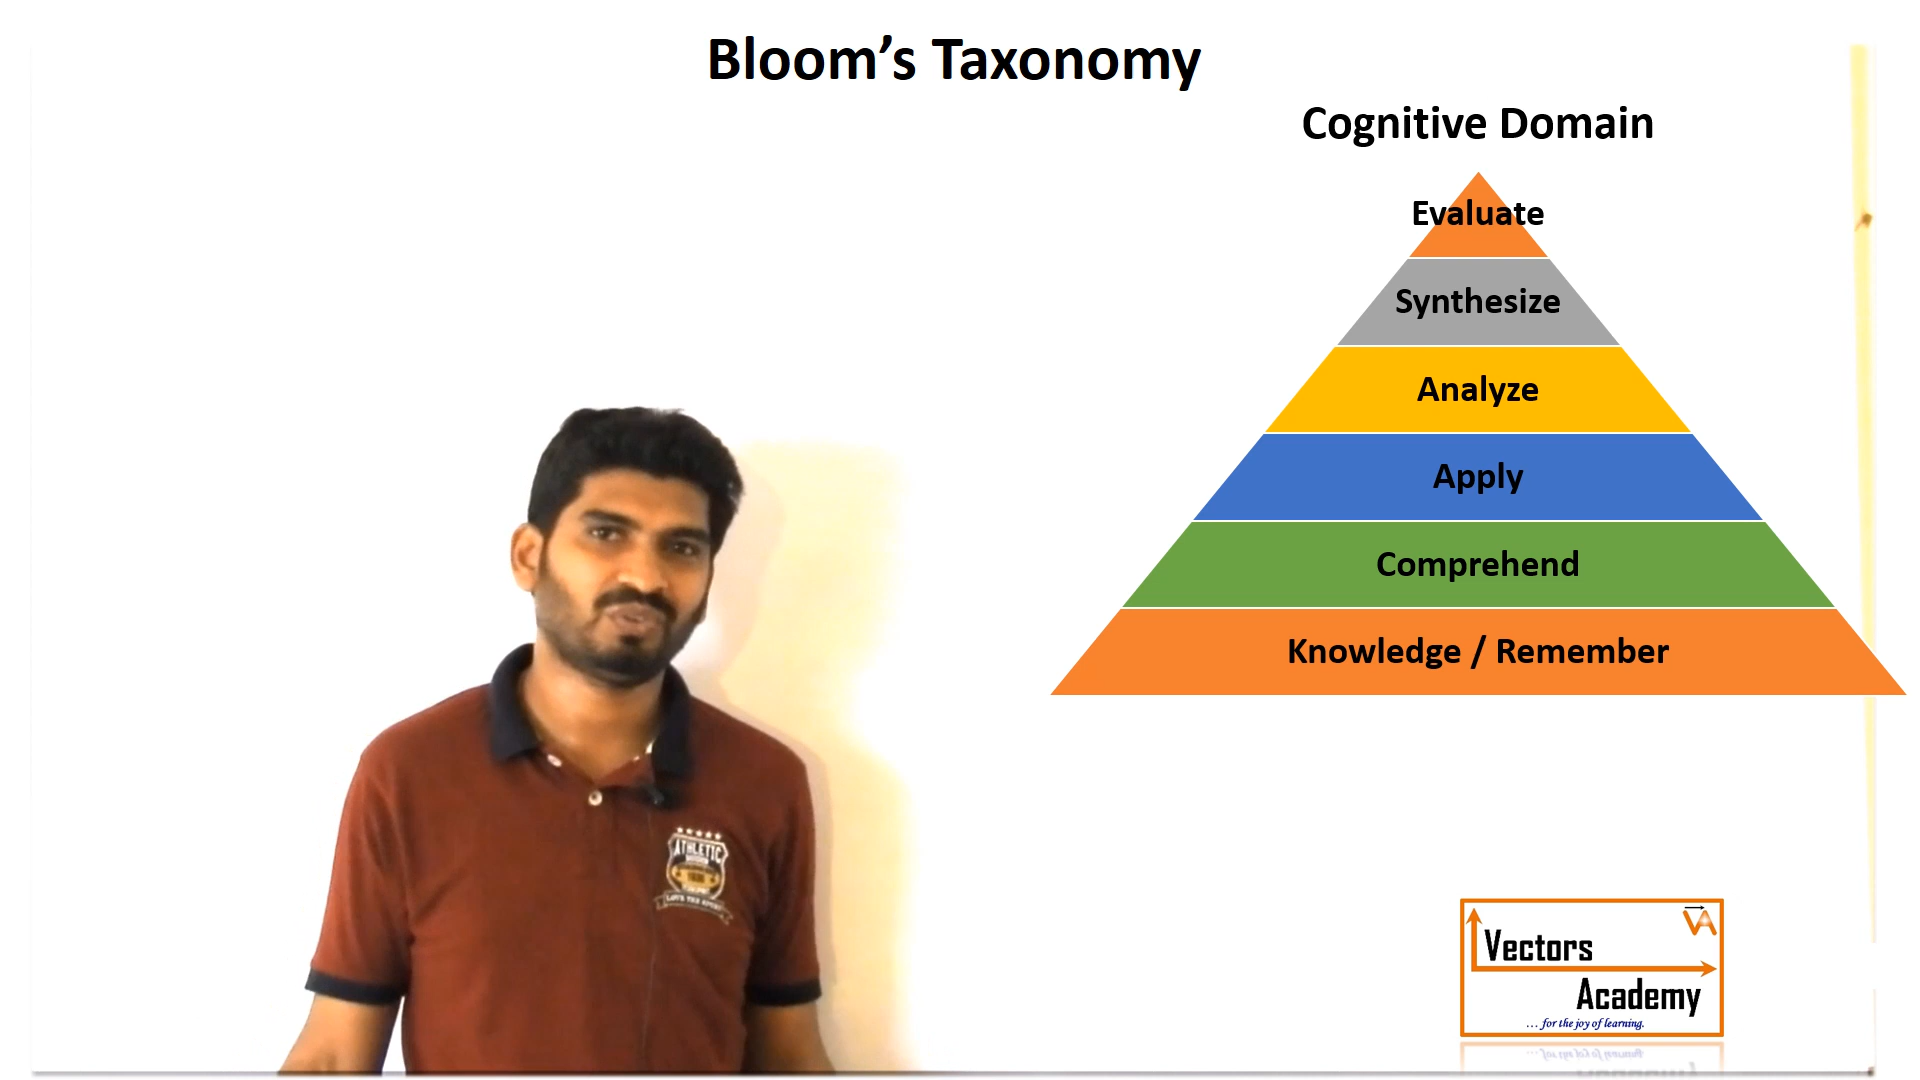 Bloom’s Taxonomy
Cognitive Domain
Evaluate
Synthesize
Analyze
Apply
Comprehend
Knowledge / Remember
ATHLETIC
VA
Vectors
Academy
... for the joy of learning.